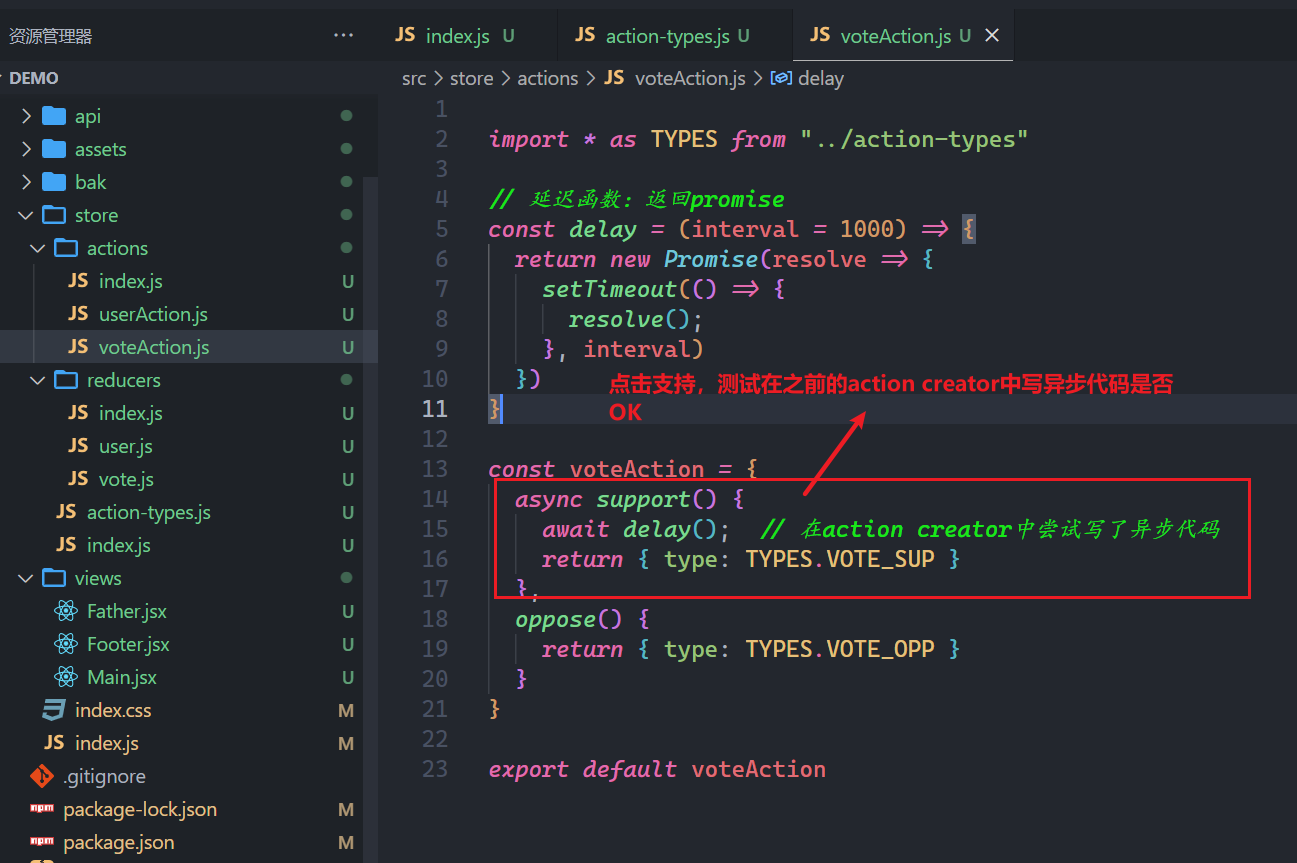 资源管理器
···
JS index.js U
JS action-types.js U
JS voteAction.js U
DEMO
src > store > actions > JS voteAction.js > delay
api
assets
bak
store
actions
JS index.js U
JS userAction.js U
JS voteAction.js U
reducers
JS index.js U
JS user.js U
JS vote.js U
JS action-types.js U
JS index.js U
views
Father.jsx U
Footer.jsx U
Main.jsx U
index.css M
JS index.js M
.gitignore
npm package-lock.json M
npm package.json M
1
2 import * as TYPES from "../action-types"
3
4 // 延迟函数：返回promise
5 const delay = (interval = 1000) => {
6 return new Promise(resolve => {
7 setTimeout(() => {
8 resolve();
9 }, interval)
10 })
点击支持，测试在之前的action creator中写异步代码是否
OK
11 }
12
13 const voteAction = {
14 async support() {
15 await delay(); // 在action creator中尝试写了异步代码
16 return { type: TYPES.VOTE_SUP }
17 },
18 oppose() {
19 return { type: TYPES.VOTE_OPP }
20 }
21 }
22
23 export default voteAction